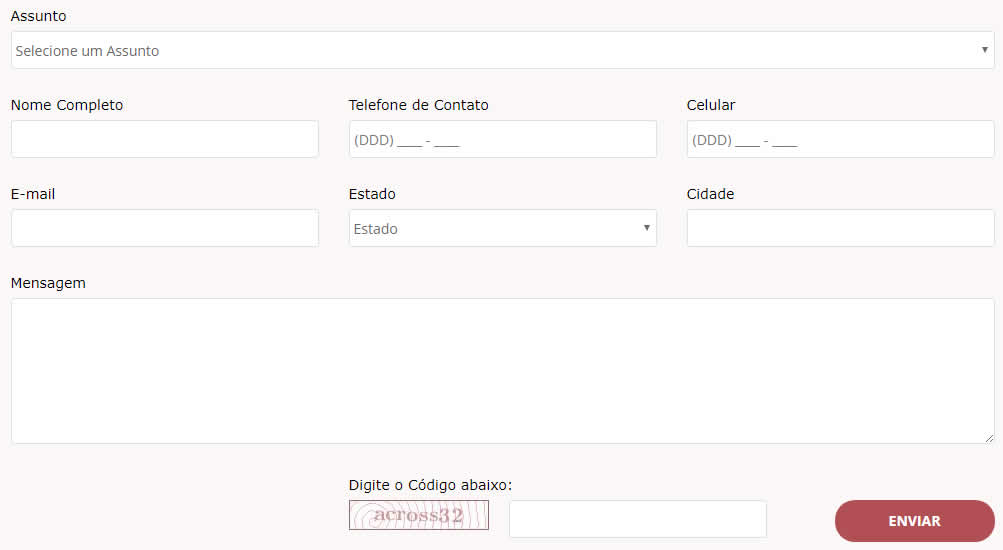 Assunto
Selecione um Assunto
Nome Completo Telefone de Contato Celular
(DDD) ____ - ____ (DDD) ____ - ____
E-mail Estado Cidade
Estado
Mensagem
Digite o Código abaixo:
across32 ENVIAR